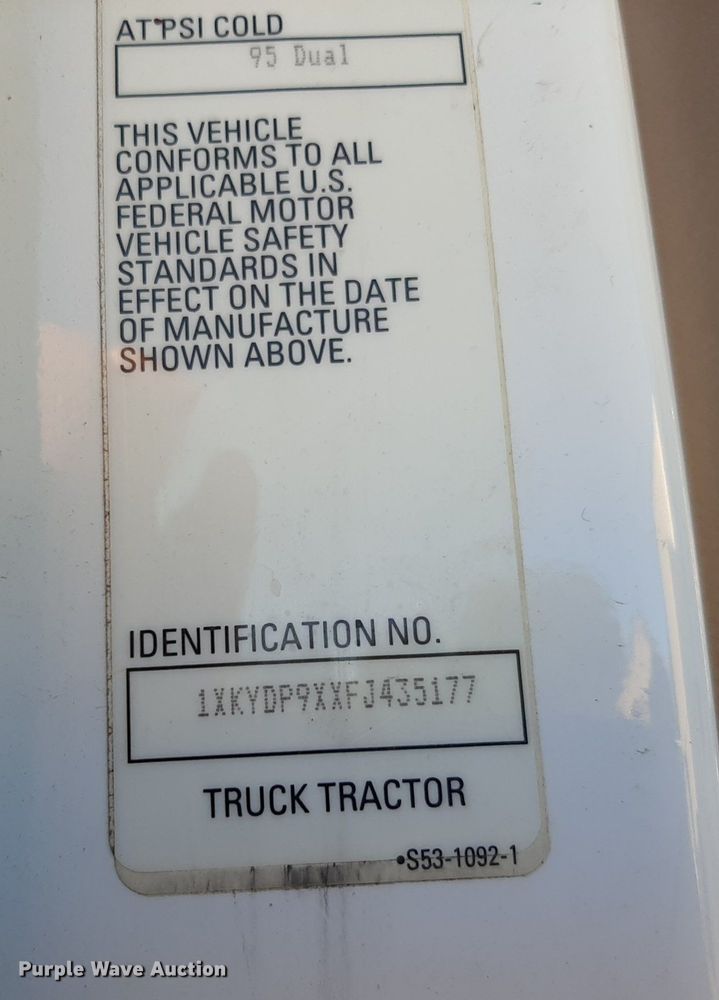 AT PSI COLD
95 Dual
THIS VEHICLE
CONFORMS TO ALL
APPLICABLE U.S.
FEDERAL MOTOR
VEHICLE SAFETY
STANDARDS IN
EFFECT ON THE DATE
OF MANUFACTURE
SHOWN ABOVE.
IDENTIFICATION NO.
1XKYDP9XXFJ435177
TRUCK TRACTOR
•S53-1092-1
Purple Wave Auction